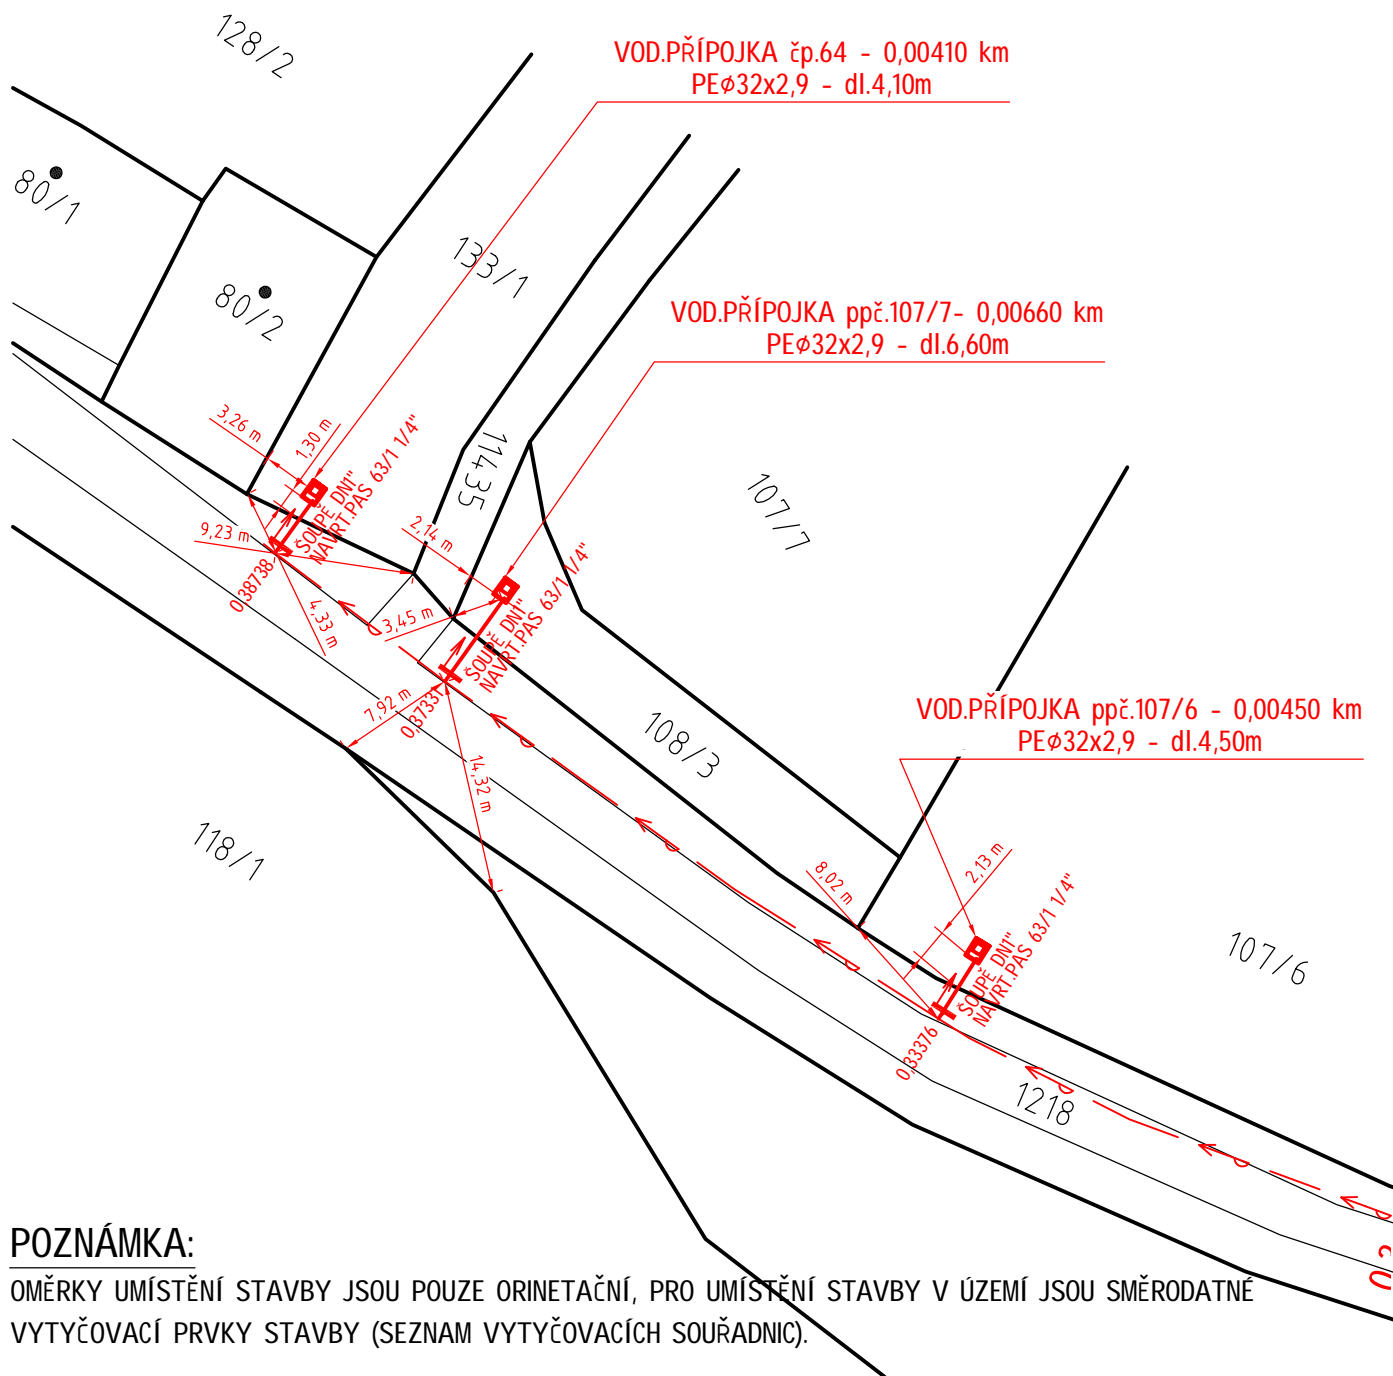 128/2
VOD.PŘÍPOJKA čp.64 - 0,00410 km
PEϕ32x2,9 - dl.4,10m
80/1
133/1
80/2
VOD.PŘÍPOJKA ppč.107/7- 0,00660 km
PEϕ32x2,9 - dl.6,60m
3,26 m
1,30 m
ŠOUPĚ DN1"
NAVRT.PAS 63/1 1/4"
11435
107/7
9,23 m
2,14 m
0,38738
4,33 m
3,45 m
ŠOUPĚ DN1"
NAVRT.PAS 63/1 1/4"
7,92 m
0,37331
14,32 m
108/3
VOD.PŘÍPOJKA ppč.107/6 - 0,00450 km
PEϕ32x2,9 - dl.4,50m
118/1
8,02 m
2,13 m
ŠOUPĚ DN1"
NAVRT.PAS 63/1 1/4"
107/6
0,33376
1218
POZNÁMKA:
OMĚRKY UMÍSTĚNÍ STAVBY JSOU POUZE ORINETAČNÍ, PRO UMÍSTĚNÍ STAVBY V ÚZEMÍ JSOU SMĚRODATNÉ
VYTYČOVACÍ PRVKY STAVBY (SEZNAM VYTYČOVACÍCH SOUŘADNIC).